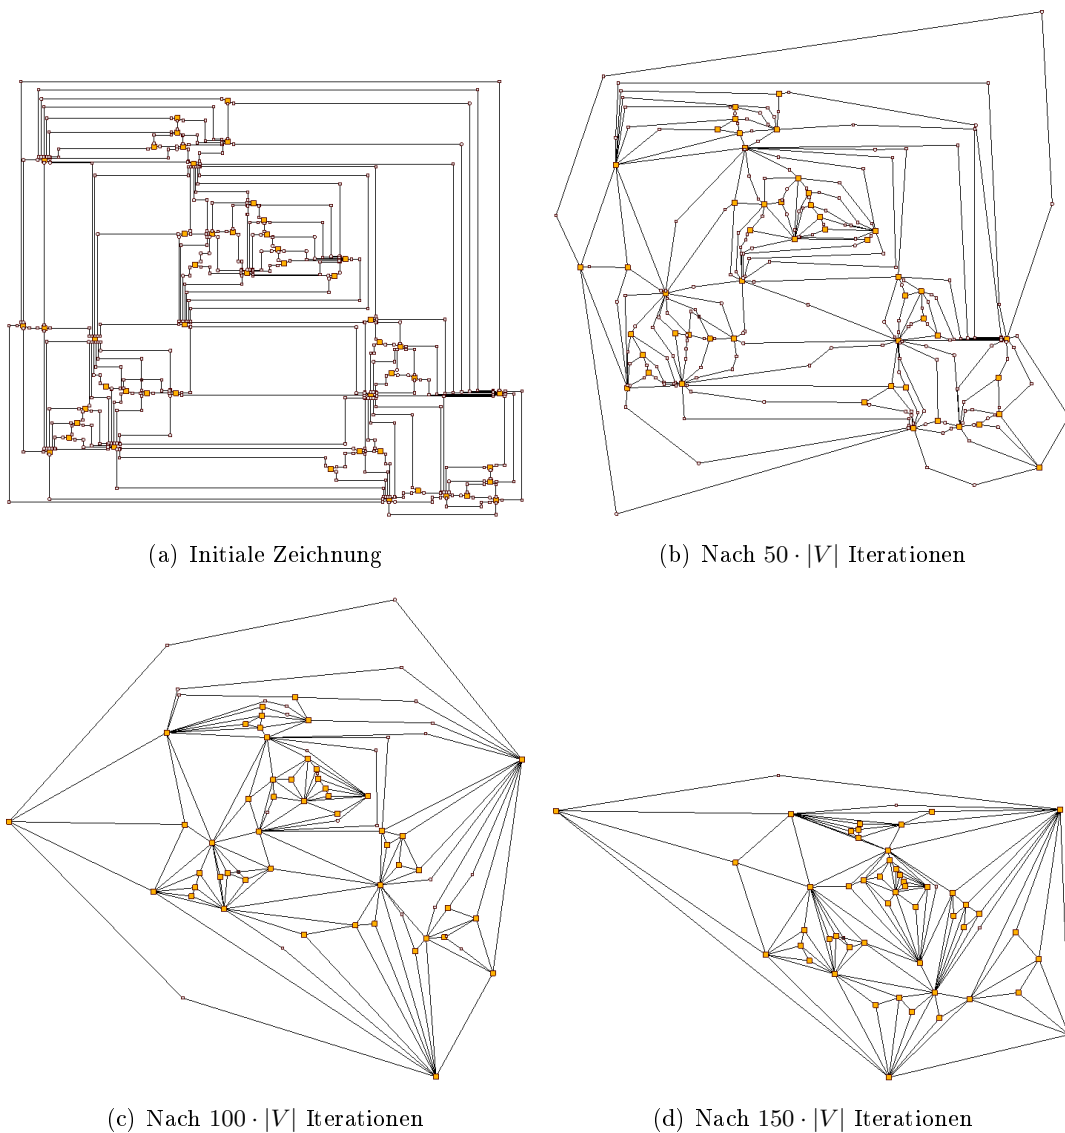 (a) Initiale Zeichnung
(b) Nach 50 · |V| Iterationen
(c) Nach 100 · |V| Iterationen
(d) Nach 150 · |V| Iterationen